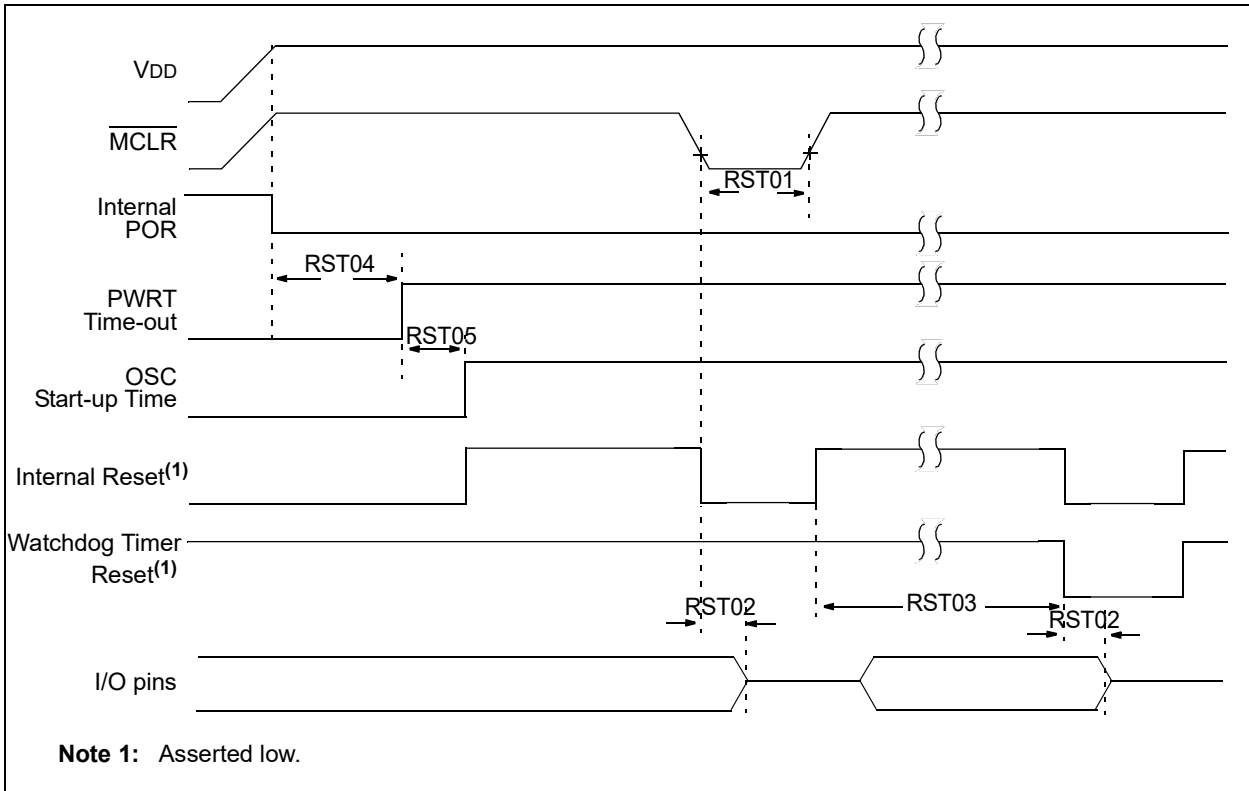 VDD
MCLR
RST01
Internal
POR
RST04
PWRT
Time-out
RST05
OSC
Start-up Time
Internal Reset(1)
Watchdog Timer
Reset(1)
RST02
RST03
RST02
I/O pins
Note 1: Asserted low.